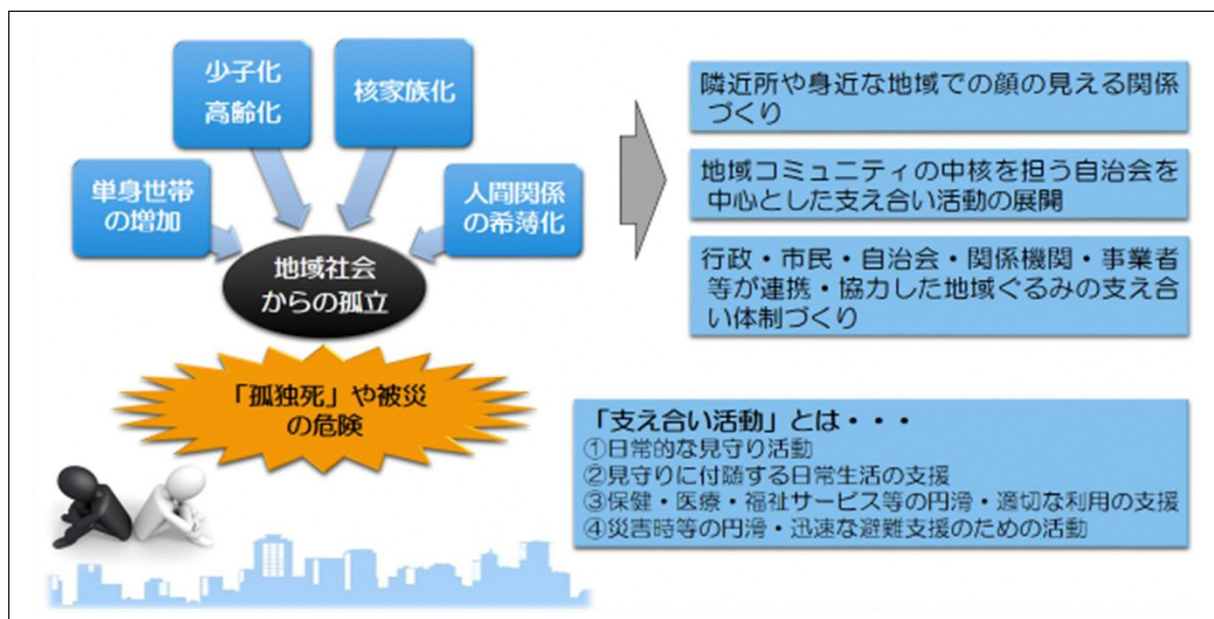 少子化
高齢化
核家族化
単身世帯
の増加
人間関係
の希薄化
地域社会
からの孤立
「孤独死」や被災
の危険
隣近所や身近な地域での顔の見える関係
づくり
地域コミュニティの中核を担う自治会を
中心とした支え合い活動の展開
行政・市民・自治会・関係機関・事業者
等が連携・協力した地域ぐるみの支え合
い体制づくり
「支え合い活動」とは・・・
①日常的な見守り活動
②見守りに付随する日常生活の支援
③保健・医療・福祉サービス等の円滑・適切な利用の支援
④災害時等の円滑・迅速な避難支援のための活動